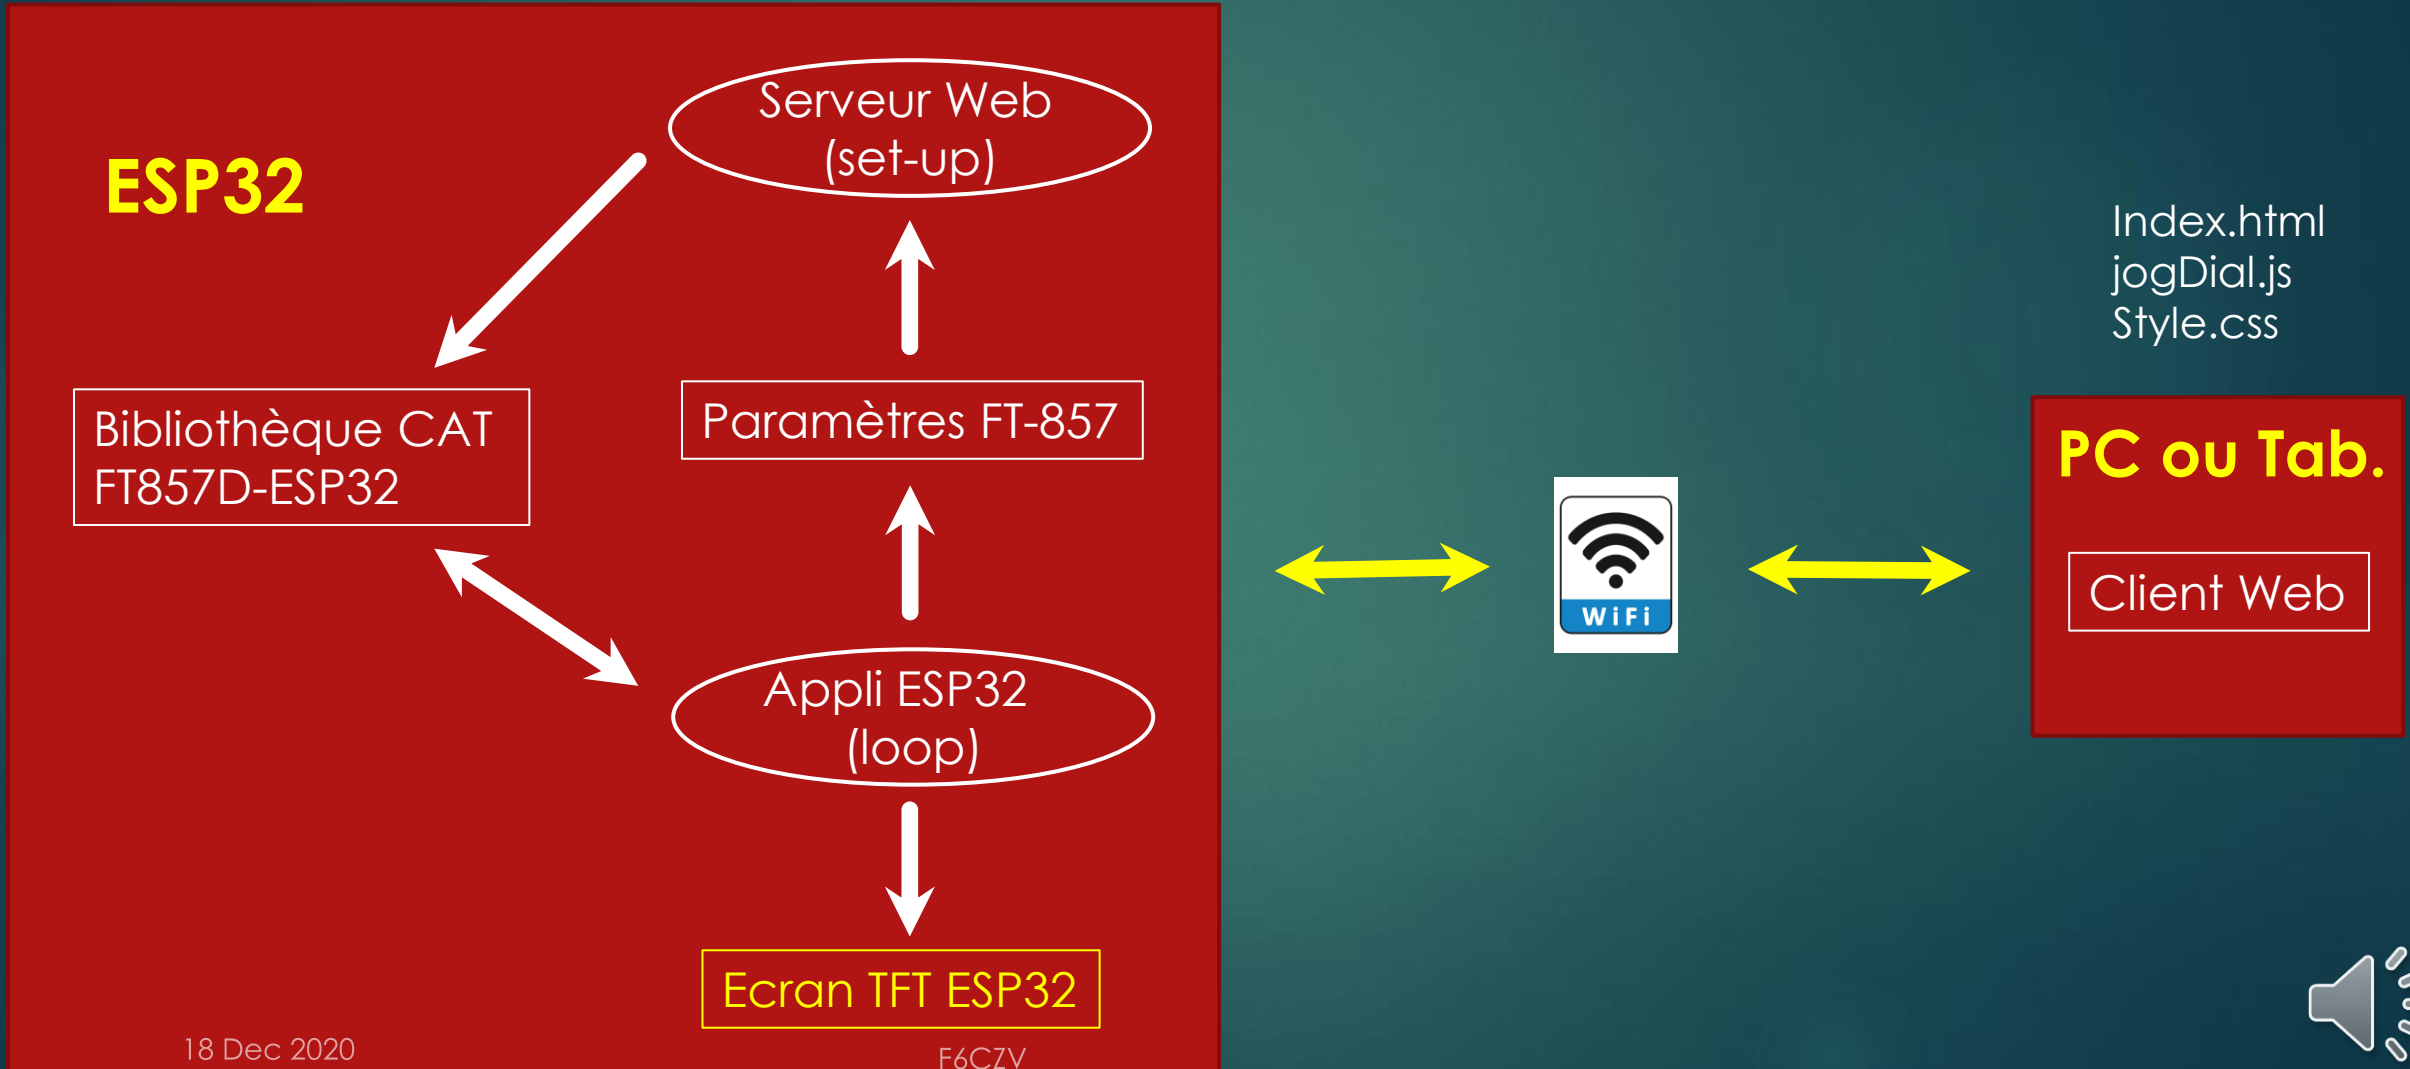 ESP32
Serveur Web
(set-up)
Bibliothèque CAT
FT857D-ESP32
Paramètres FT-857
Appli ESP32
(loop)
Ecran TFT ESP32
18 Dec 2020
F6CZV
WiFi
Index.html
jogDial.js
Style.css
PC ou Tab.
Client Web